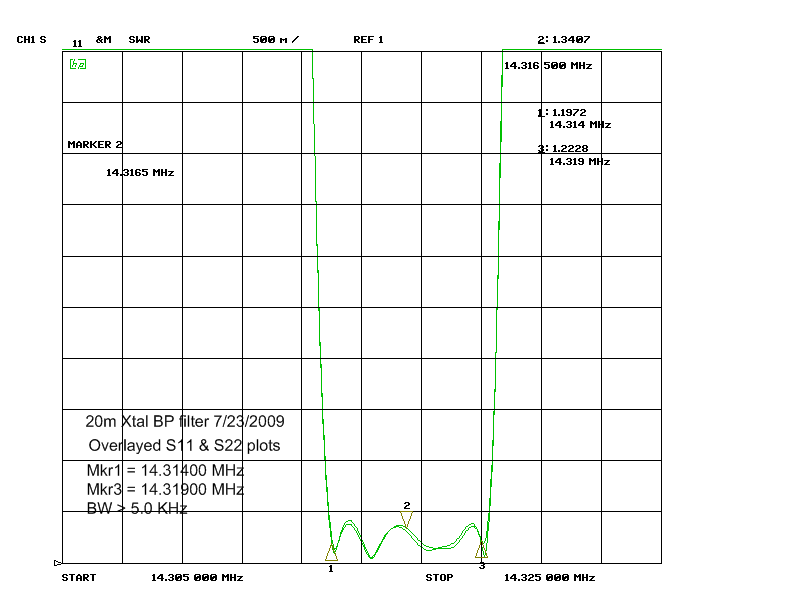 CH1 S 11 &M SWR 500 m / REF 1 2: 1.3407
hp
14.316 500 MHz
1: 1.1972
14.314 MHz
MARKER 2
3: 1.2228
14.319 MHz
14.3165 MHz
20m Xtal BP filter 7/23/2009
Overlayed S11 & S22 plots
Mkr1 = 14.31400 MHz
Mkr3 = 14.31900 MHz
BW > 5.0 KHz
2
1
3
START 14.305 000 MHz STOP 14.325 000 MHz